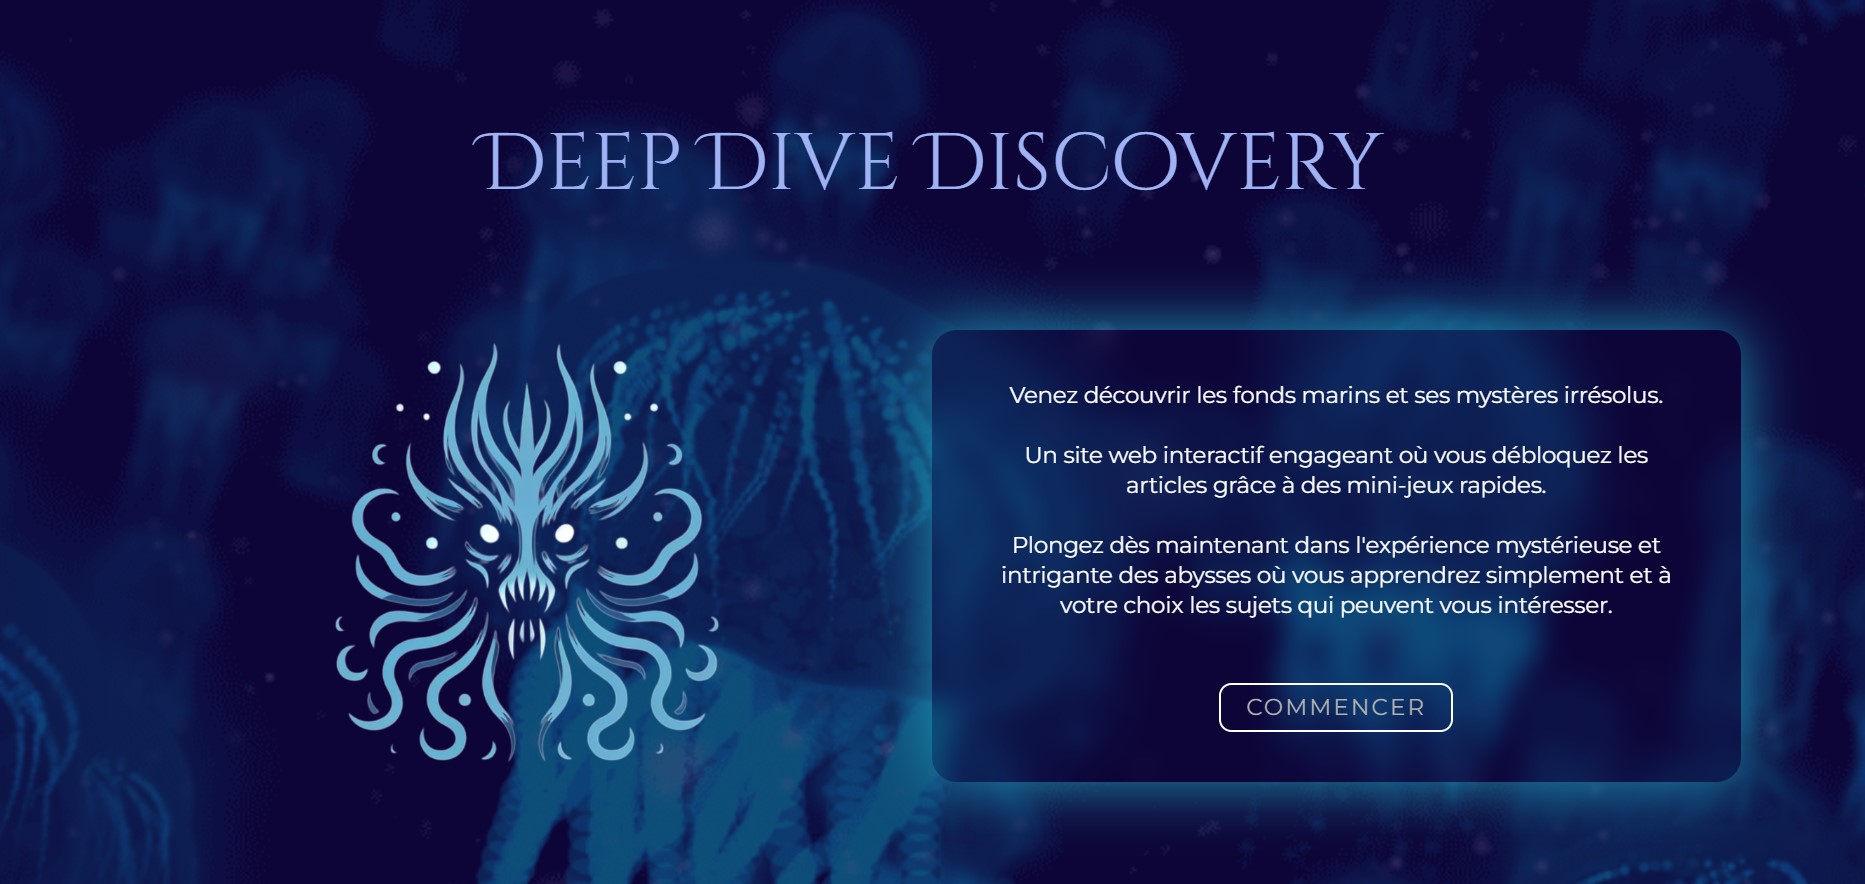 Deep Dive Discovery
Venez découvrir les fonds marins et ses mystères irrésolus.
Un site web interactif engageant où vous débloquez les
articles grâce à des mini-jeux rapides.
Plongez dès maintenant dans l'expérience mystérieuse et
intrigante des abysses où vous apprendrez simplement et à
votre choix les sujets qui peuvent vous intéresser.
COMMENCER